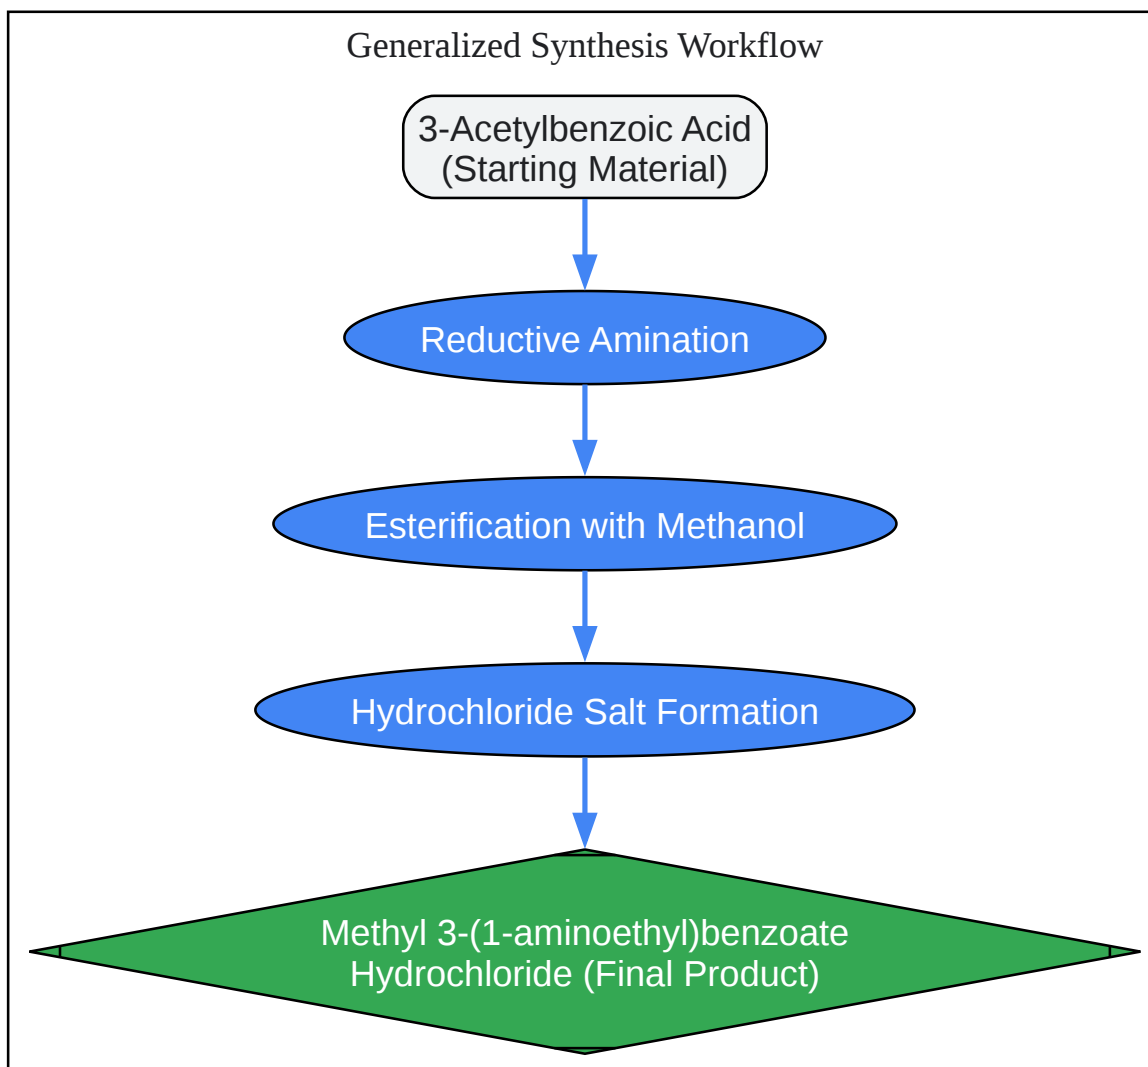 Generalized Synthesis Workflow
3-Acetylbenzoic Acid
(Starting Material)
Reductive Amination
Esterification with Methanol
Hydrochloride Salt Formation
Methyl 3-(1-aminoethyl)benzoate
Hydrochloride (Final Product)